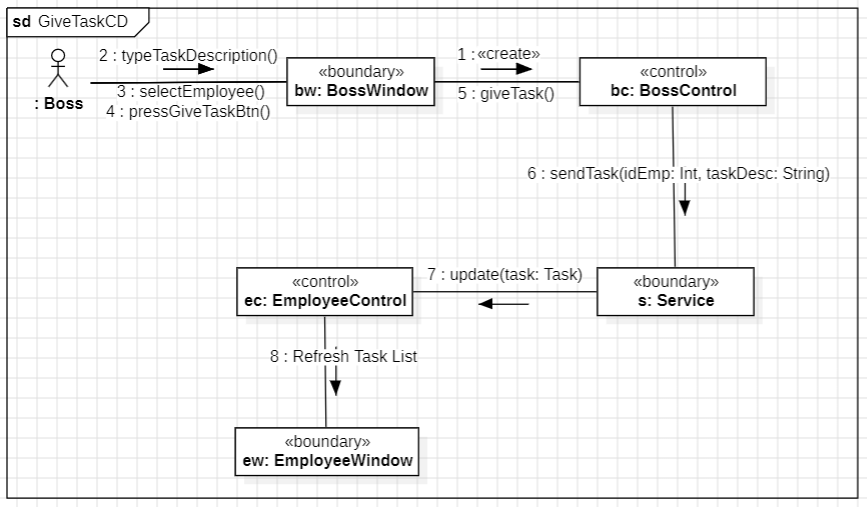 sd GiveTaskCD
2 : typeTaskDescription()
1 : «create»
: Boss
3 : selectEmployee()
4 : pressGiveTaskBtn()
«boundary»
bw: BossWindow
5 : giveTask()
«control»
bc: BossControl
6 : sendTask(idEmp: Int, taskDesc: String)
«control»
ec: EmployeeControl
7 : update(task: Task)
«boundary»
s: Service
8 : Refresh Task List
«boundary»
ew: EmployeeWindow